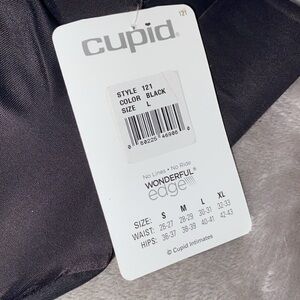 121
cupid®
STYLE 121
COLOR BLACK
SIZE L
No Lines • No Ride
WONDERFUL
edge
SIZE: S M L XL
WAIST: 26-27 28-29 30-31 32-33
HIPS: 36-37 38-39 40-41 42-43
© Cupid Intimates